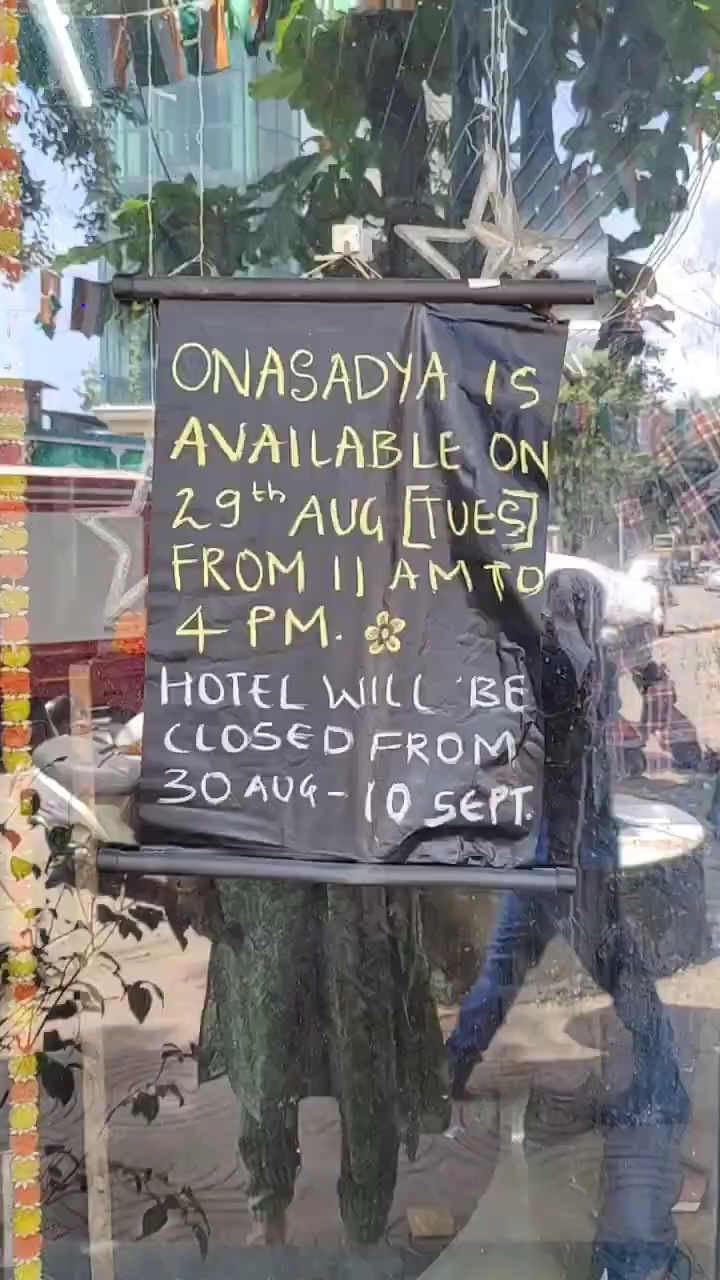 ONASADYA IS
AVAILABLE ON
29th AUG [TUES]
FROM 11 AM TO
4 PM.
HOTEL WILL BE
CLOSED FROM
30 AUG - 10 SEPT.